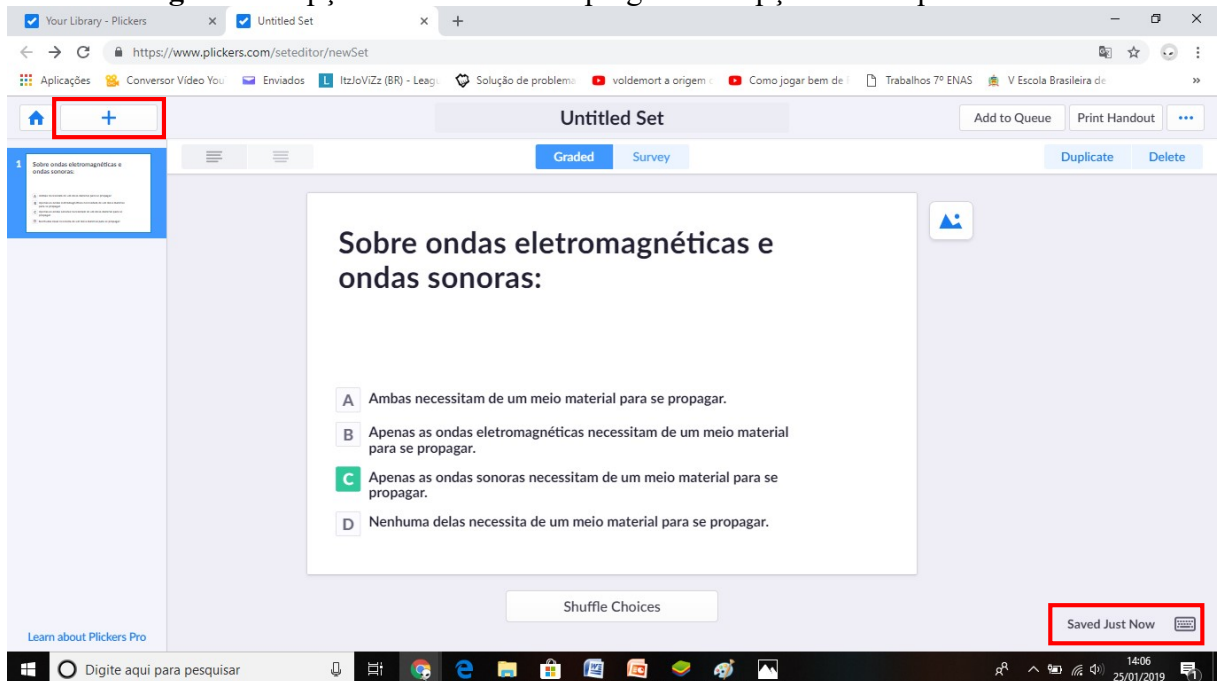 Your Library - Plickers
Untitled Set
https://www.plickers.com/seteditor/newSet
Aplicações
Conversor Vídeo You
Enviados
ItzJoViZz (BR) - Leagu
Solução de problema
voldemort a origem
Como jogar bem de
Trabalhos 7º ENAS
V Escola Brasileira de
»
+
Untitled Set
Add to Queue
Print Handout
1
Graded
Survey
Duplicate
Delete
Sobre ondas eletromagnéticas e
ondas sonoras:
Sobre ondas eletromagnéticas e
ondas sonoras:
A Ambas necessitam de um meio material para se propagar.
B Apenas as ondas eletromagnéticas necessitam de um meio material
para se propagar.
C Apenas as ondas sonoras necessitam de um meio material para se
propagar.
D Nenhuma delas necessita de um meio material para se propagar.
Shuffle Choices
Saved Just Now
Learn about Plickers Pro
Digite aqui para pesquisar
14:06
25/01/2019